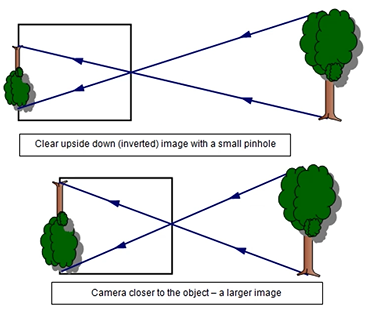 Clear upside down (inverted) image with a small pinhole
Camera closer to the object – a larger image